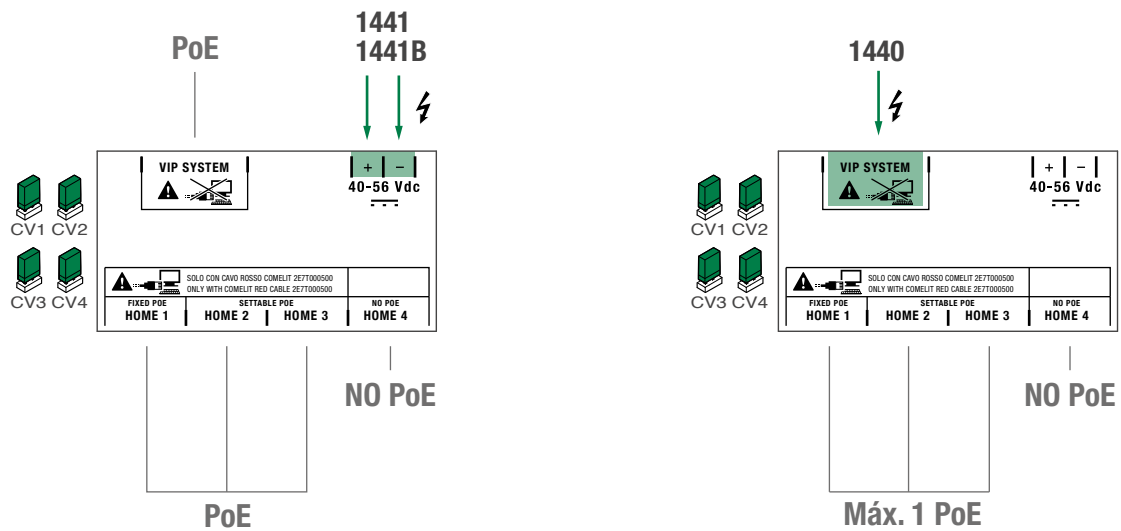 PoE
1441
1441B
VIP SYSTEM
+ -
40-56 Vdc
CV1 CV2
CV3 CV4
SOLO CON CAVO ROSSO COMELIT 2E7T000500
ONLY WITH COMELIT RED CABLE 2E7T000500
FIXED POE SETTABLE POE NO POE
HOME 1 HOME 2 HOME 3 HOME 4
NO PoE
PoE
1440
VIP SYSTEM
+ -
40-56 Vdc
CV1 CV2
CV3 CV4
SOLO CON CAVO ROSSO COMELIT 2E7T000500
ONLY WITH COMELIT RED CABLE 2E7T000500
FIXED POE SETTABLE POE NO POE
HOME 1 HOME 2 HOME 3 HOME 4
NO PoE
Máx. 1 PoE